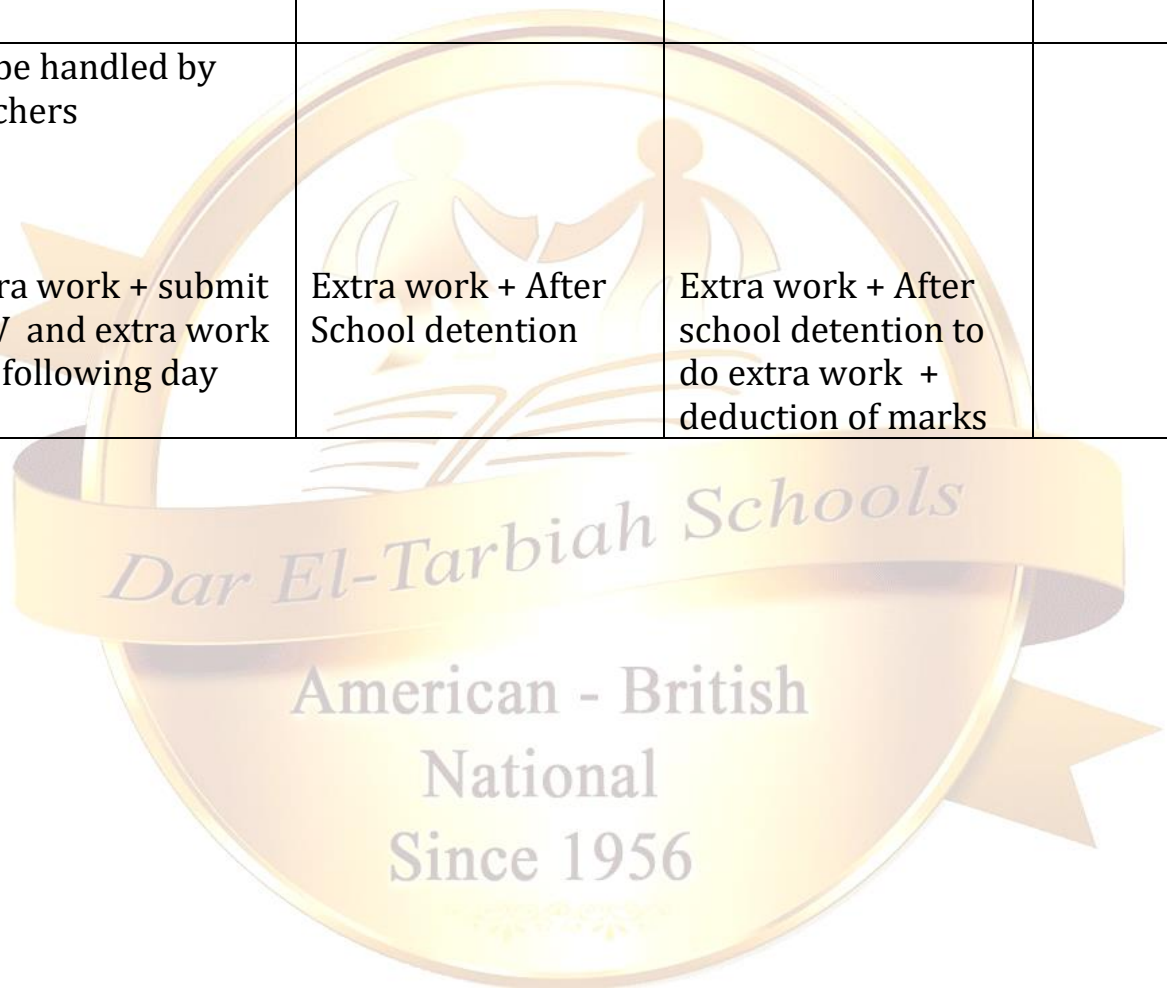 be handled by
chers
ra work + submit
and extra work
following day
Extra work + After
School detention
Extra work + After
school detention to
do extra work +
deduction of marks
Dar El-Tarbiah Schools
American - British
National
Since 1956